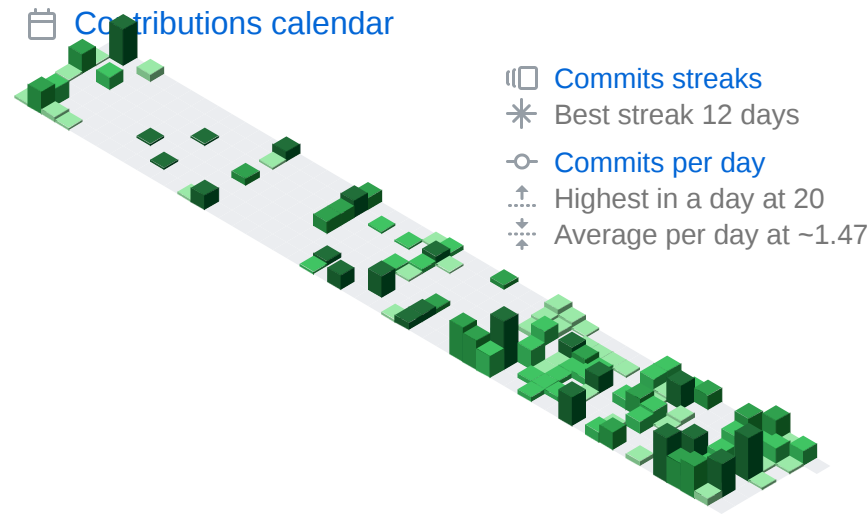 Contributions calendar
Commits streaks
Best streak 12 days
Commits per day
Highest in a day at 20
Average per day at ~1.47